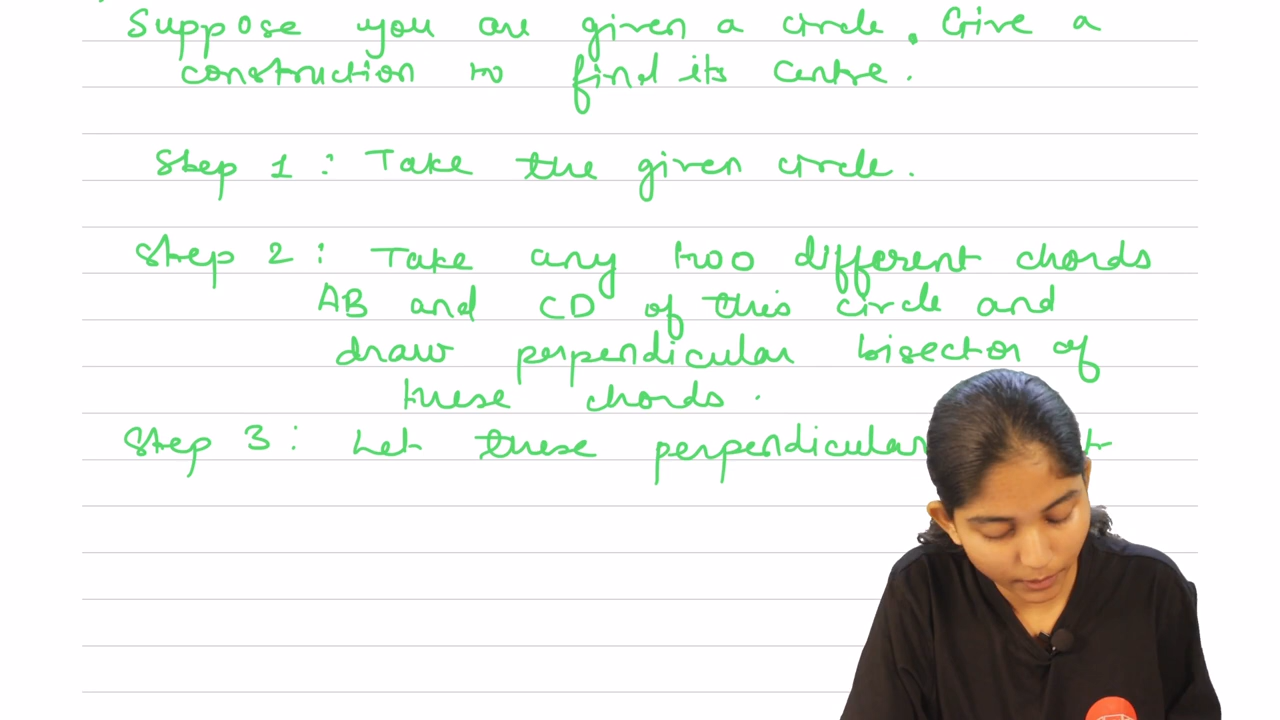 Suppose you are given a circle. Give a
construction to find its centre.
Step 1 : Take the given circle.
Step 2 : Take any two different chords
AB and CD of this circle and
draw perpendicular bisector of
these chords.
Step 3 : Let these perpendicular